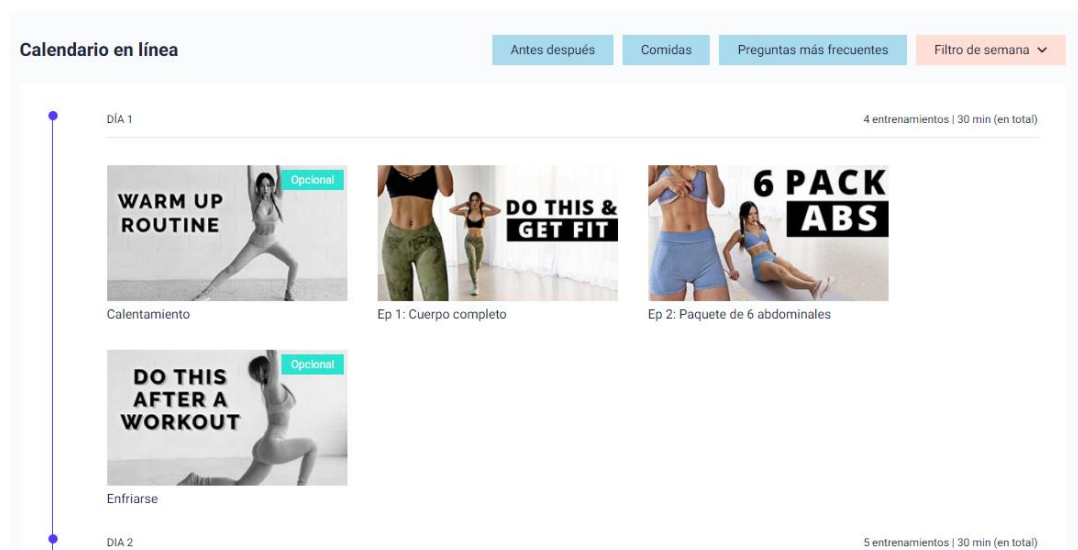 Calendario en línea
Antes después
Comidas
Preguntas más frecuentes
Filtro de semana
DÍA 1
4 entrenamientos | 30 min (en total)
Opcional
WARM UP
ROUTINE
DO THIS &
GET FIT
6 PACK
ABS
Calentamiento
Ep 1: Cuerpo completo
Ep 2: Paquete de 6 abdominales
Opcional
DO THIS
AFTER A
WORKOUT
Enfriarse
DIA 2
5 entrenamientos | 30 min (en total)